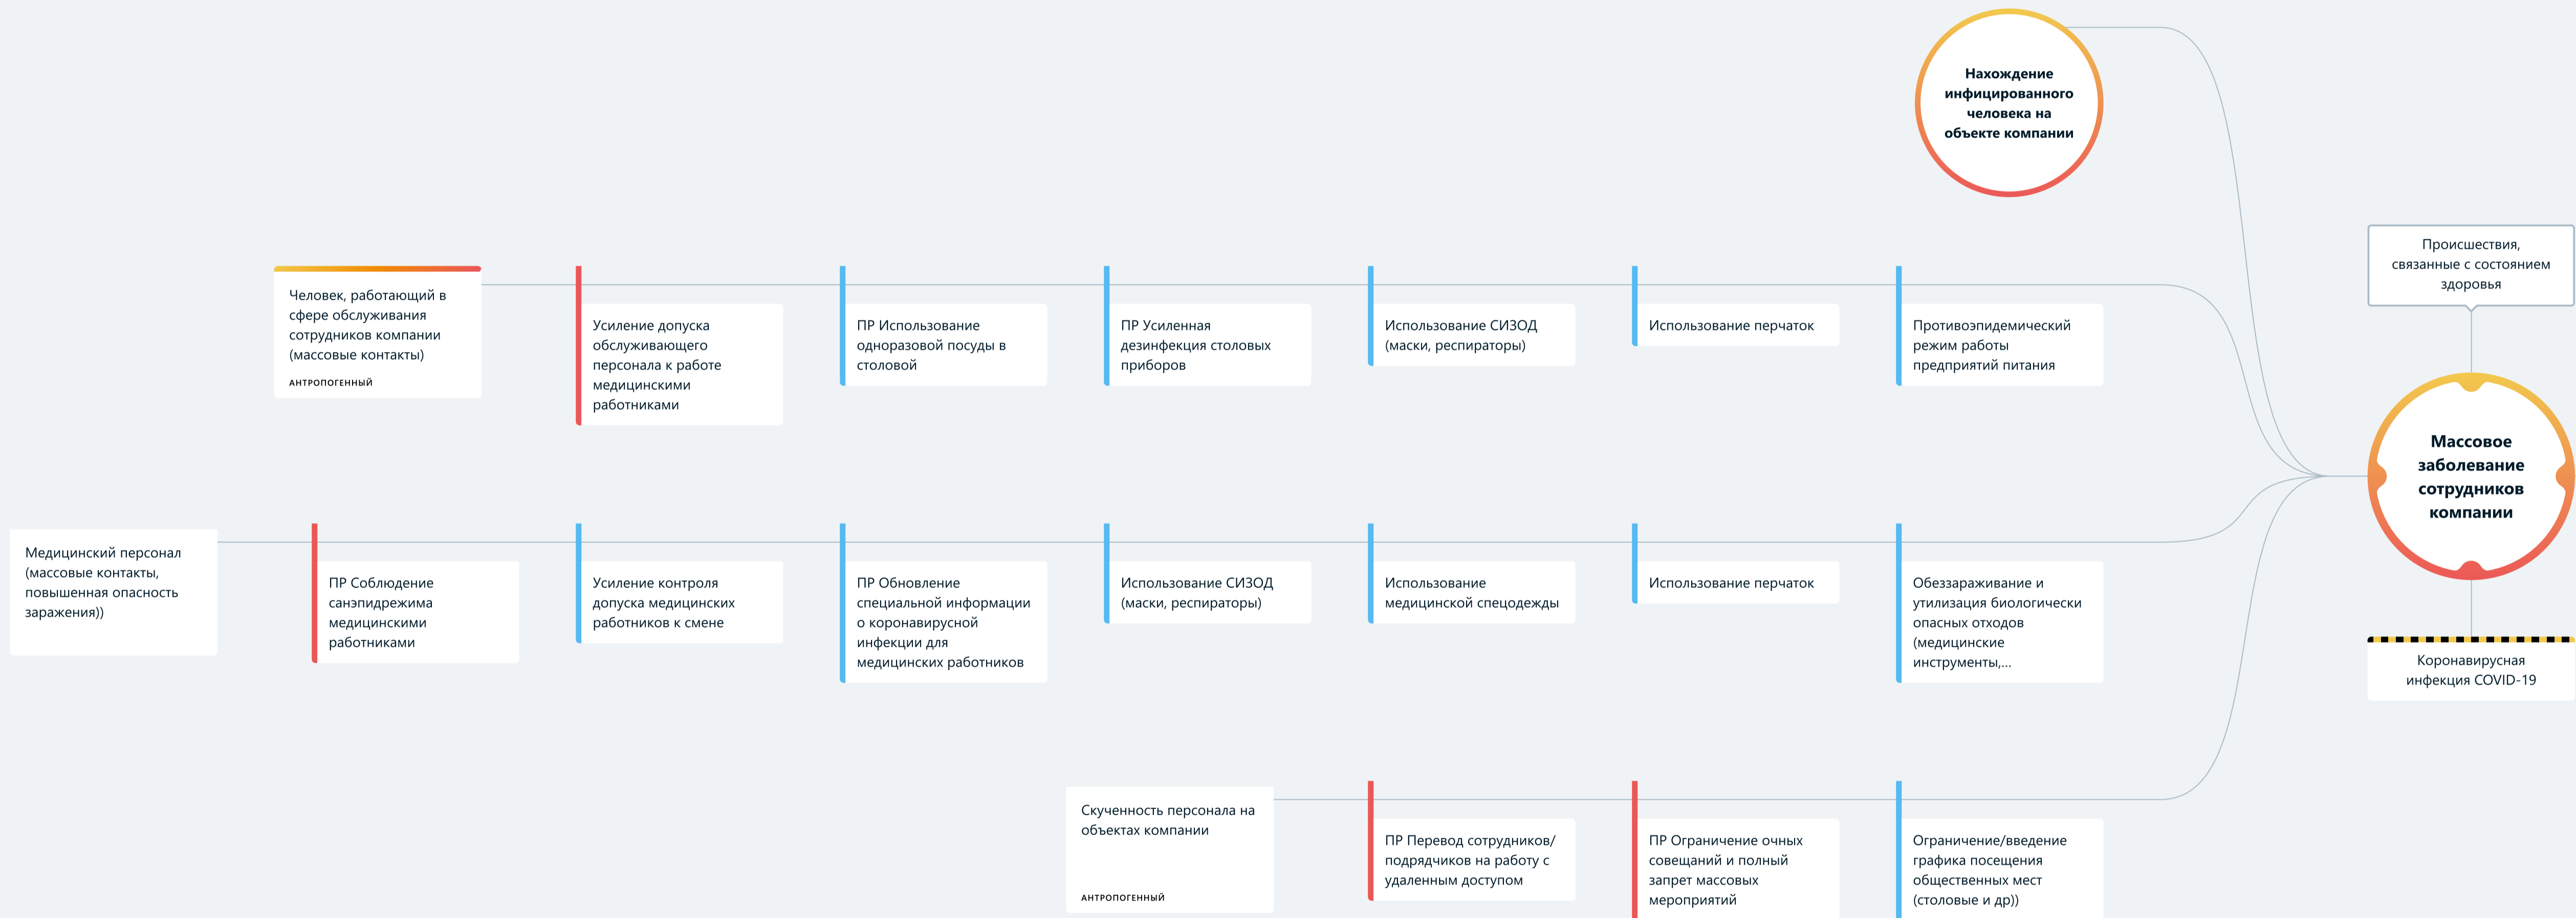 Нахождение
инфицированного
человека на
объекте компании
Происшествия,
связанные с состоянием
здоровья
Человек, работающий в
сфере обслуживания
сотрудников компании
(массовые контакты)
АНТРОПОГЕННЫЙ
Усиление допуска
обслуживающего
персонала к работе
медицинскими
работниками
ПР Использование
одноразовой посуды в
столовой
ПР Усиленная
дезинфекция столовых
приборов
Использование СИЗОД
(маски, респираторы)
Использование перчаток
Противоэпидемический
режим работы
предприятий питания
Массовое
заболевание
сотрудников
компании
Медицинский персонал
(массовые контакты,
повышенная опасность
заражения))
ПР Соблюдение
санэпидрежима
медицинскими
работниками
Усиление контроля
допуска медицинских
работников к смене
ПР Обновление
специальной информации
о коронавирусной
инфекции для
медицинских работников
Использование СИЗОД
(маски, респираторы)
Использование
медицинской спецодежды
Использование перчаток
Обеззараживание и
утилизация биологически
опасных отходов
(медицинские
инструменты,...
Коронавирусная
инфекция COVID-19
Скученность персонала на
объектах компании
АНТРОПОГЕННЫЙ
ПР Перевод сотрудников/
подрядчиков на работу с
удаленным доступом
ПР Ограничение очных
совещаний и полный
запрет массовых
мероприятий
Ограничение/введение
графика посещения
общественных мест
(столовые и др))